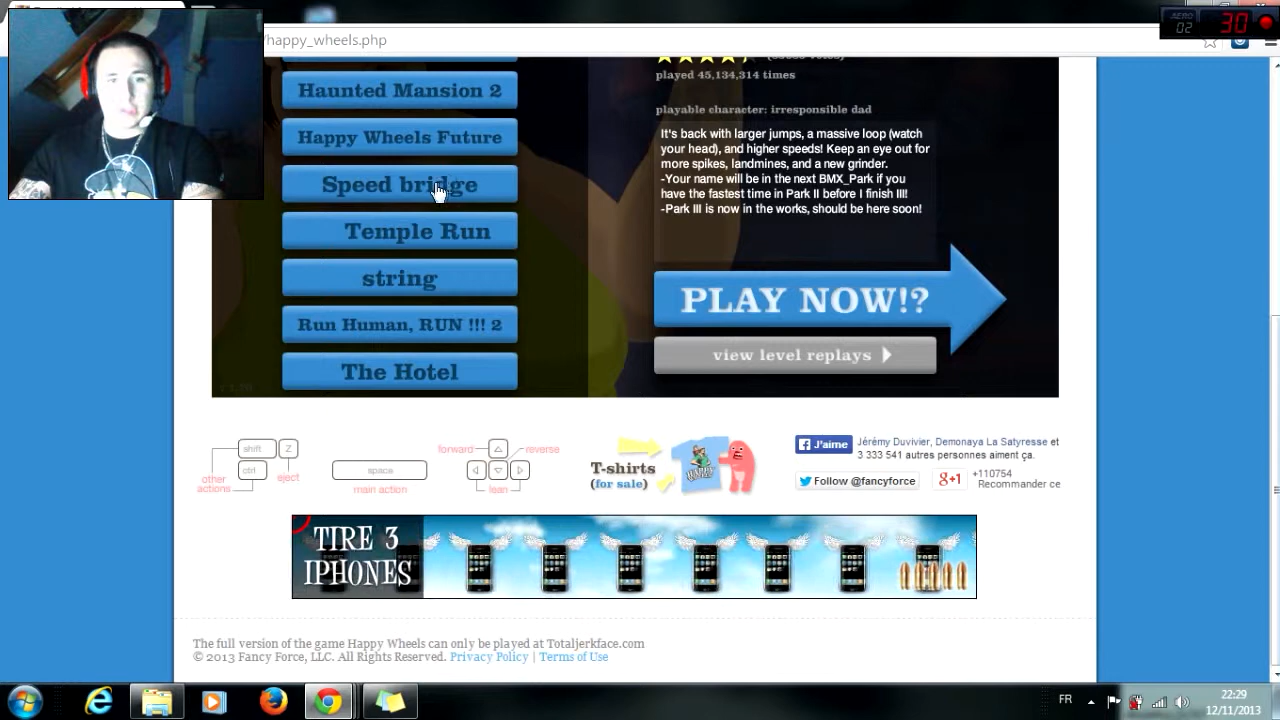 AERO
02
30
/happy_wheels.php
played 45,134,314 times
Haunted Mansion 2
Happy Wheels Future
Speed bridge
Temple Run
string
Run Human, RUN !!! 2
The Hotel
playable character: irresponsible dad
It's back with larger jumps, a massive loop (watch
your head), and higher speeds! Keep an eye out for
more spikes, landmines, and a new grinder.
-Your name will be in the next BMX_Park if you
have the fastest time in Park II before I finish III!
-Park III is now in the works, should be here soon!
PLAY NOW!?
view level replays
shift
Z
ctrl
other
actions
eject
space
main action
forward
reverse
lean
T-shirts
(for sale)
J'aime
Jérémy Duvivier, Demonaya La Satyresse et
3 333 541 autres personnes aiment ça.
Follow @fancyforce
g+1
+110754
Recommander ce
TIRE 3
IPHONES
The full version of the game Happy Wheels can only be played at Totaljerkface.com
© 2013 Fancy Force, LLC. All Rights Reserved. Privacy Policy | Terms of Use
FR
22:29
12/11/2013